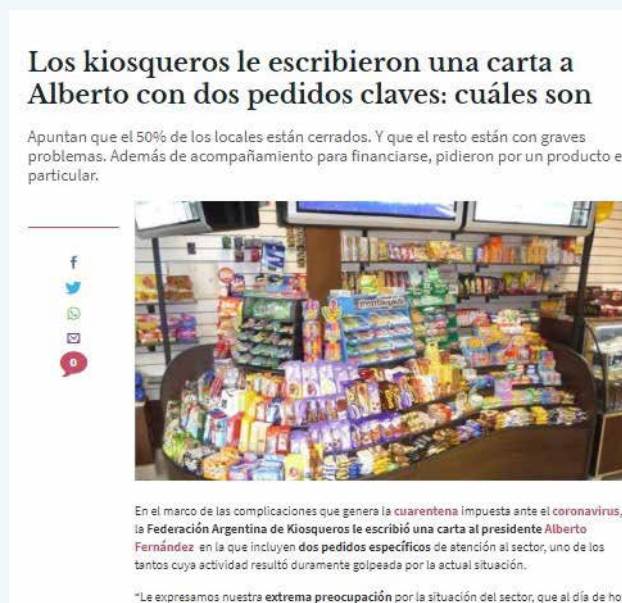 Los kiosqueros le escribieron una carta a
Alberto con dos pedidos claves: cuáles son
Apuntan que el 50% de los locales están cerrados. Y que el resto están con graves
problemas. Además de acompañamiento para financiarse, pidieron por un producto e
particular.
0
En el marco de las complicaciones que genera la cuarentena impuesta ante el coronavirus,
la Federación Argentina de Kiosqueros le escribió una carta al presidente Alberto
Fernández en la que incluyen dos pedidos específicos de atención al sector, uno de los
tantos cuya actividad resultó duramente golpeada por la actual situación.
"Le expresamos nuestra extrema preocupación por la situación del sector, que al día de ho